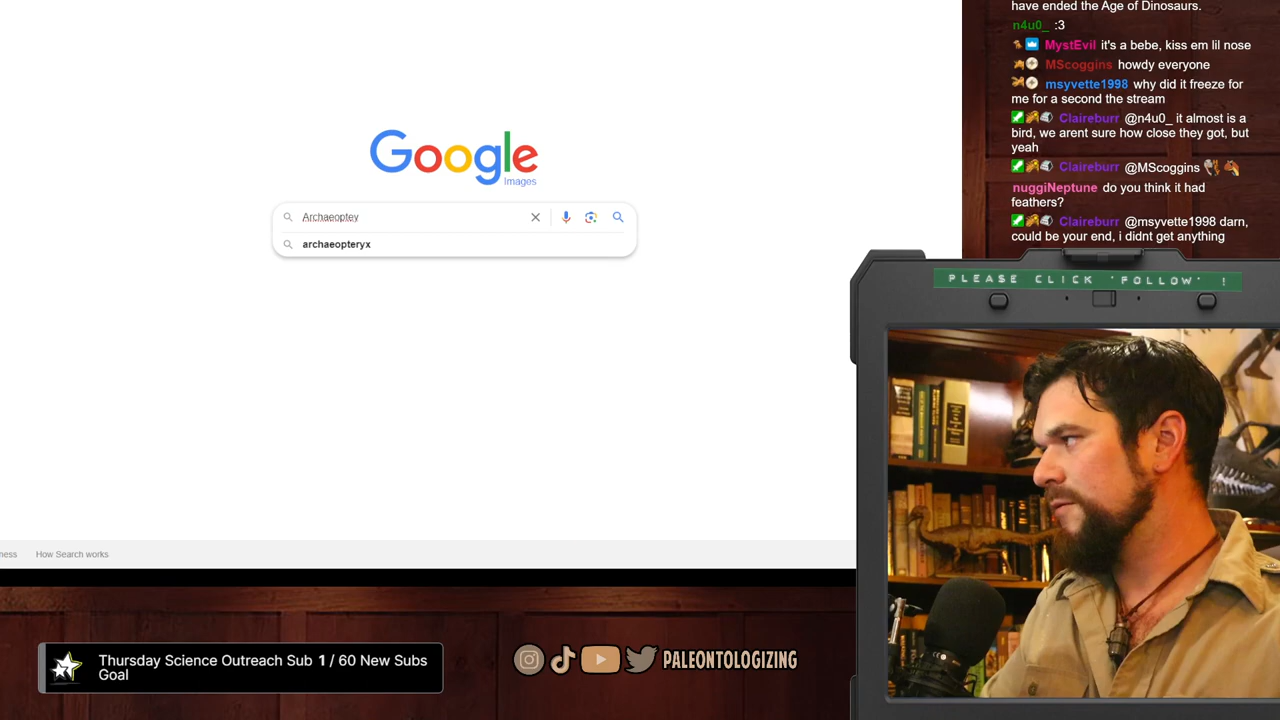 Google
Images
Archaeoptey
archaeopteryx
ness How Search works
have ended the Age of Dinosaurs.
n4u0_ :3
MystEvil it's a bebe, kiss em lil nose
MScoggins howdy everyone
msyvette1998 why did it freeze for
me for a second the stream
Claireburr @n4u0_ it almost is a
bird, we arent sure how close they got, but
yeah
Claireburr @MScoggins
nuggiNeptune do you think it had
feathers?
Claireburr @msyvette1998 darn,
could be your end, i didnt get anything
PLEASE CLICK "FOLLOW" !
Thursday Science Outreach Sub 1 / 60 New Subs
Goal
PALEONTOLOGIZING